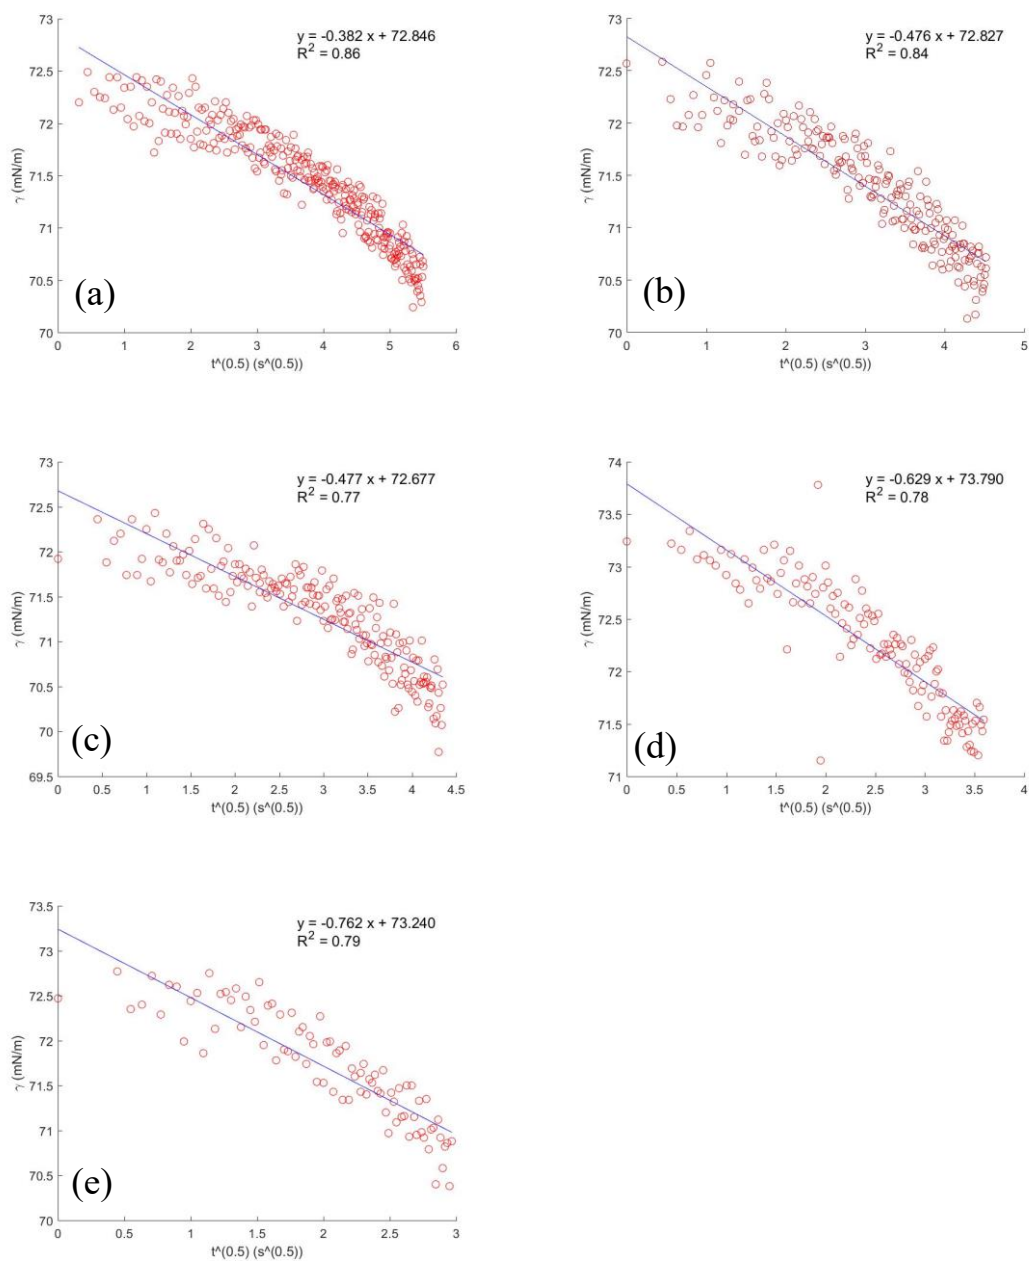 73
72.5
72
71.5
71
70.5
70
γ (mN/m)
y = -0.382 x + 72.846
R² = 0.86
(a)
0 1 2 3 4 5 6
t^(0.5) (s^(0.5))
73
72.5
72
71.5
71
70.5
70
γ (mN/m)
y = -0.476 x + 72.827
R² = 0.84
(b)
0 1 2 3 4 5
t^(0.5) (s^(0.5))
73
72.5
72
71.5
71
70.5
70
69.5
γ (mN/m)
y = -0.477 x + 72.677
R² = 0.77
(c)
0 0.5 1 1.5 2 2.5 3 3.5 4 4.5
t^(0.5) (s^(0.5))
74
73.5
73
72.5
72
71.5
71
γ (mN/m)
y = -0.629 x + 73.790
R² = 0.78
(d)
0 0.5 1 1.5 2 2.5 3 3.5 4
t^(0.5) (s^(0.5))
73.5
73
72.5
72
71.5
71
70.5
70
γ (mN/m)
y = -0.762 x + 73.240
R² = 0.79
(e)
0 0.5 1 1.5 2 2.5 3
t^(0.5) (s^(0.5))